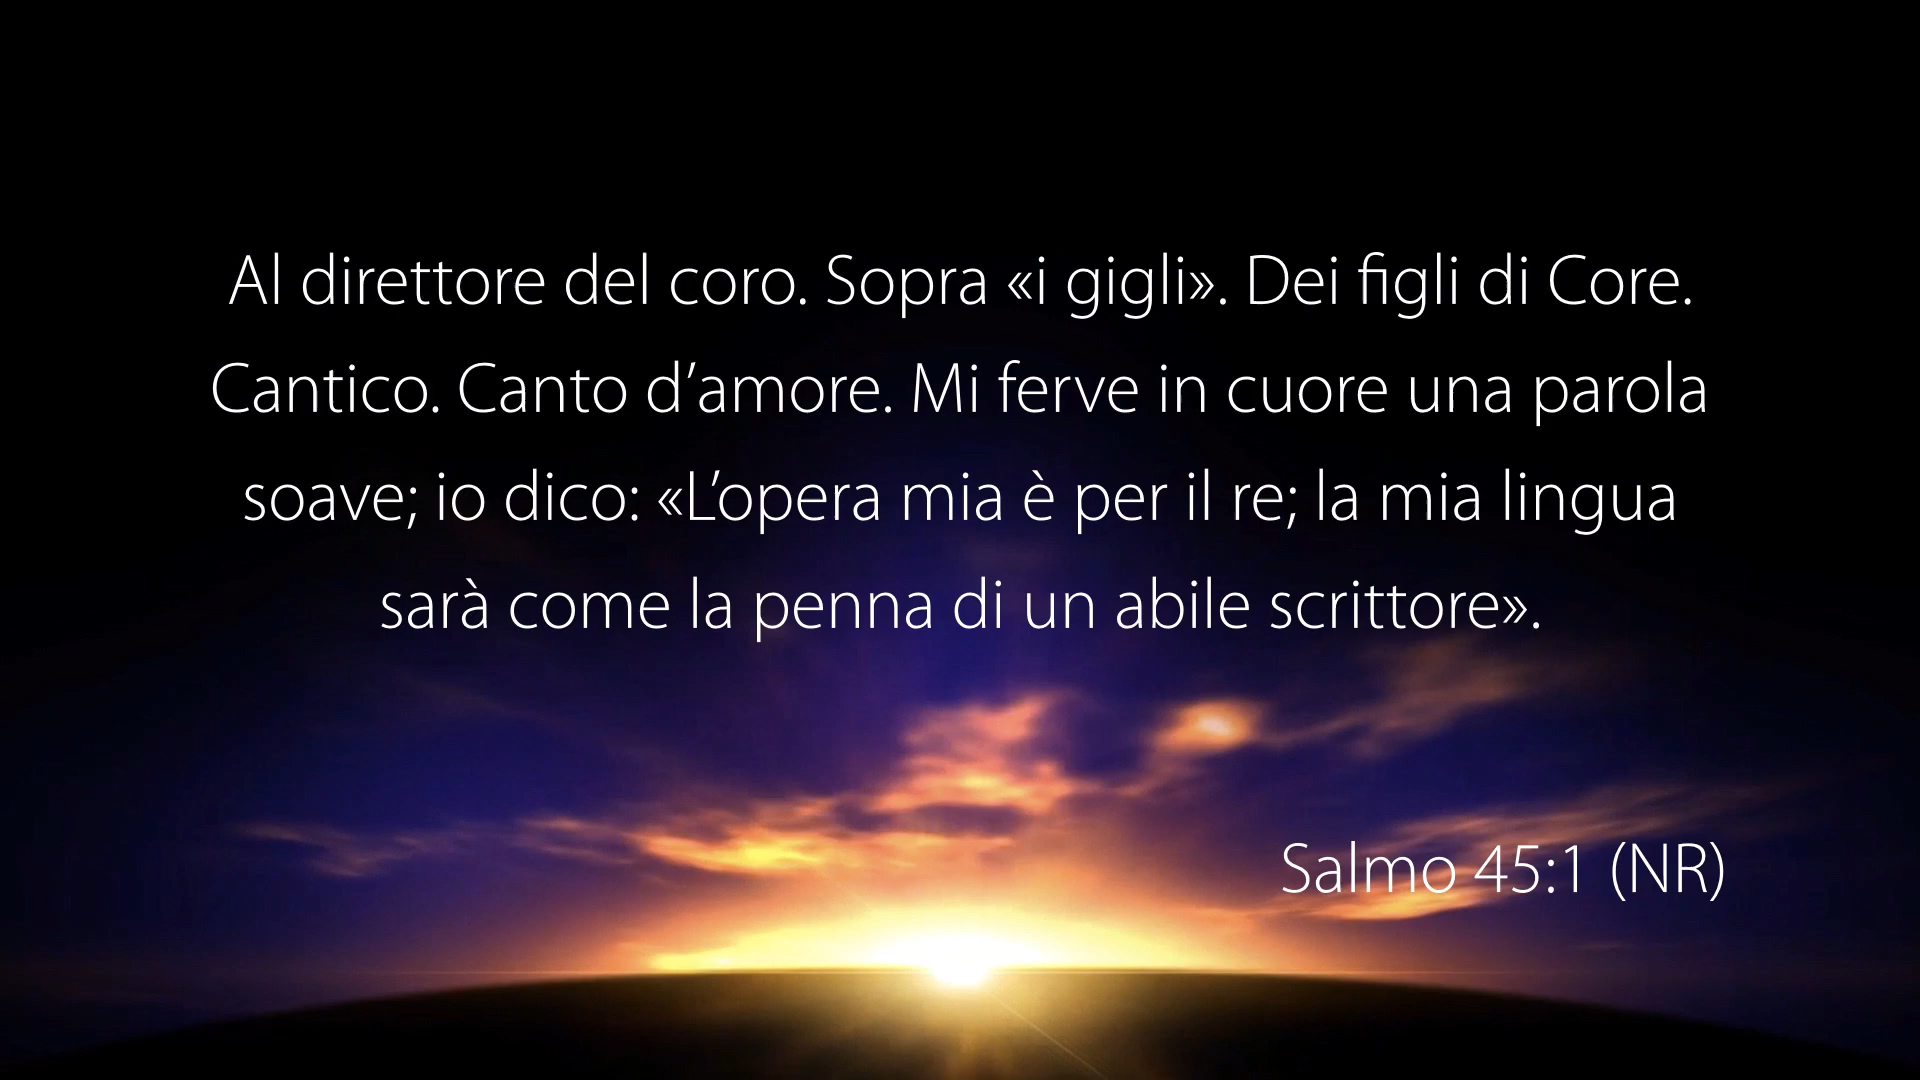 Al direttore del coro. Sopra «i gigli». Dei figli di Core.
Cantico. Canto d’amore. Mi ferve in cuore una parola
soave; io dico: «L’opera mia è per il re; la mia lingua
sarà come la penna di un abile scrittore».
Salmo 45:1 (NR)